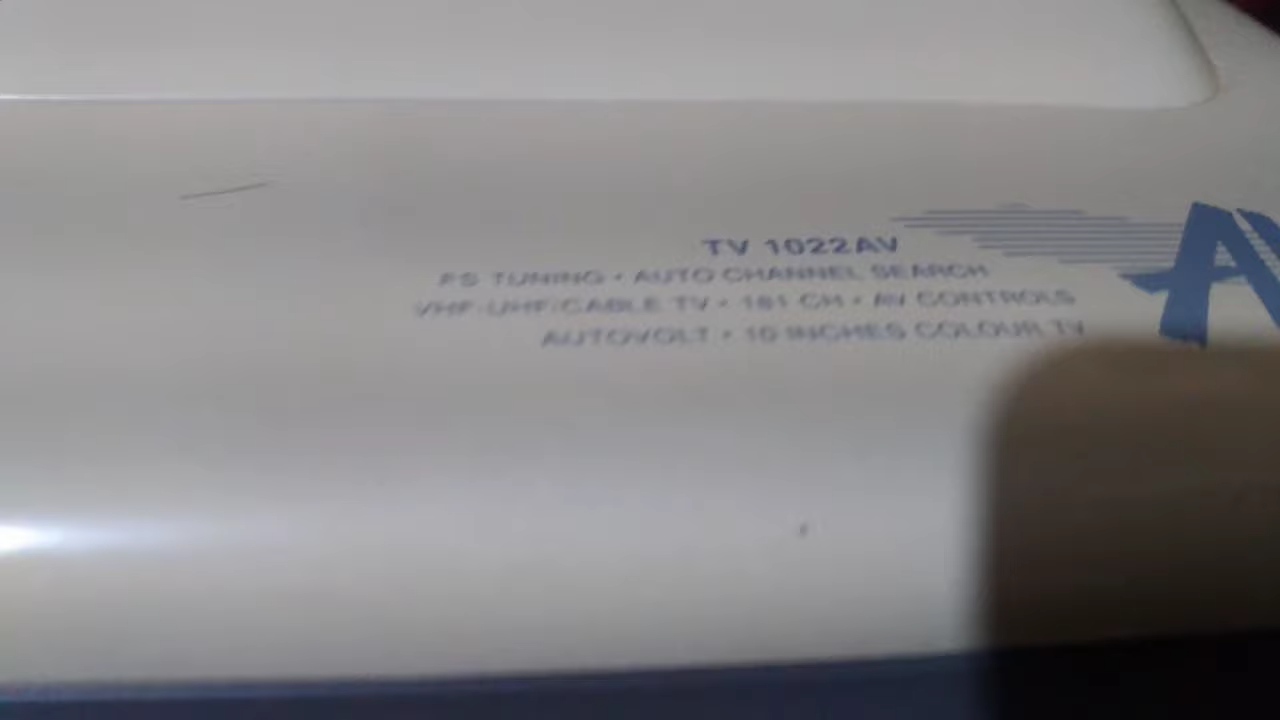 TV 1022AV
FS TUNING • AUTO CHANNEL SEARCH
VHF/UHF/CABLE TV • 181 CH • AV CONTROLS
AUTOVOLT • 10 INCHES COLOUR TV